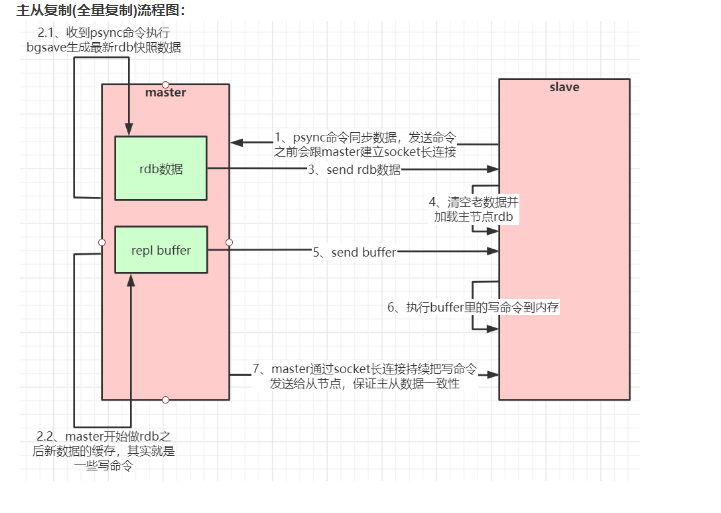 主从复制(全量复制)流程图：
2.1、收到psync命令执行
bgsave生成最新rdb快照数据
master
slave
1、psync命令同步数据，发送命令
之前会跟master建立socket长连接
rdb数据
3、send rdb数据
4、清空老数据并
加载主节点rdb
repl buffer
5、send buffer
6、执行buffer里的写命令到内存
7、master通过socket长连接持续把写命令
发送给从节点，保证主从数据一致性
2.2、master开始做rdb之
后新数据的缓存，其实就是
一些写命令